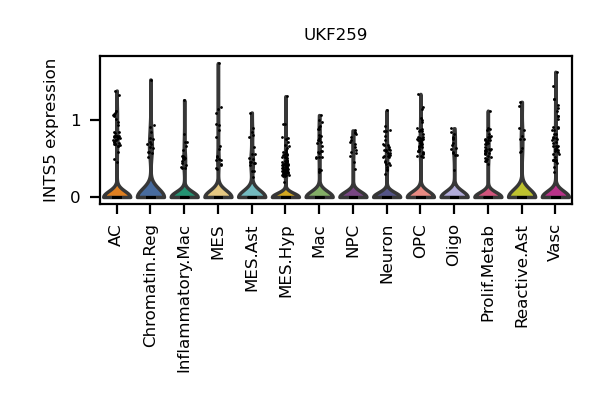 UKF259
INTS5 expression
1
0
AC
Chromatin.Reg
Inflammatory.Mac
MES
MES.Ast
MES.Hyp
Mac
NPC
Neuron
OPC
Oligo
Prolif.Metab
Reactive.Ast
Vasc